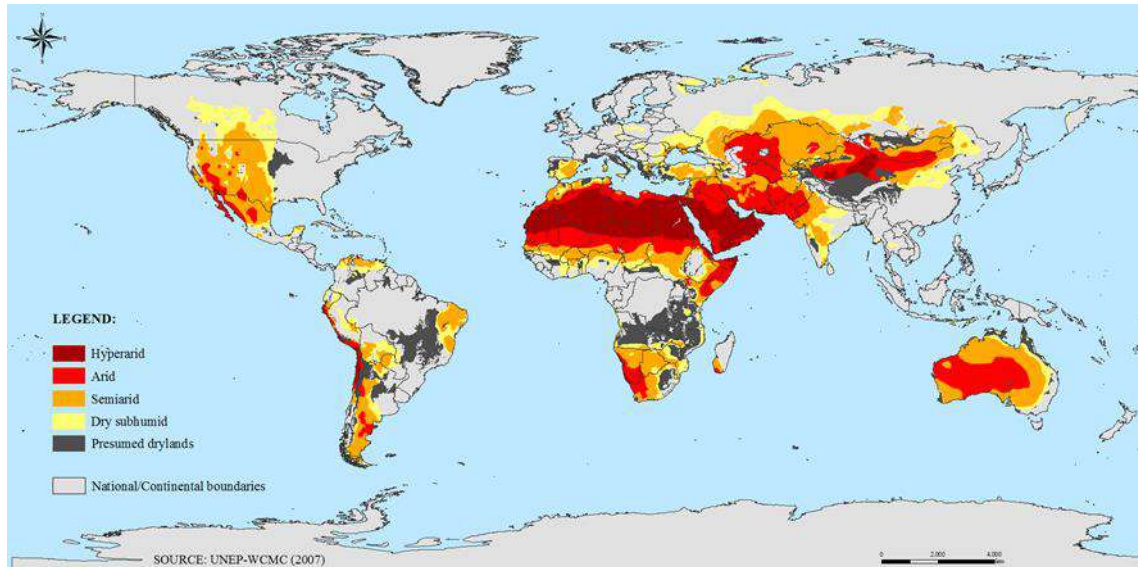 N
LEGEND:
Hyperarid
Arid
Semiarid
Dry subhumid
Presumed drylands
National/Continental boundaries
SOURCE: UNEP-WCMC (2007)
0 2.000 4.000